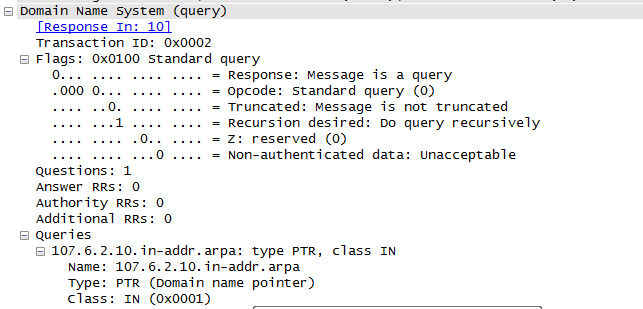 Domain Name System (query)
[Response In: 10]
Transaction ID: 0x0002
Flags: 0x0100 Standard query
0... .... .... .... = Response: Message is a query
.000 0... .... .... = Opcode: Standard query (0)
.... ..0. .... .... = Truncated: Message is not truncated
.... ...1 .... .... = Recursion desired: Do query recursively
.... .... .0.. .... = Z: reserved (0)
.... .... ...0 .... = Non-authenticated data: Unacceptable
Questions: 1
Answer RRs: 0
Authority RRs: 0
Additional RRs: 0
Queries
107.6.2.10.in-addr.arpa: type PTR, class IN
Name: 107.6.2.10.in-addr.arpa
Type: PTR (Domain name pointer)
Class: IN (0x0001)